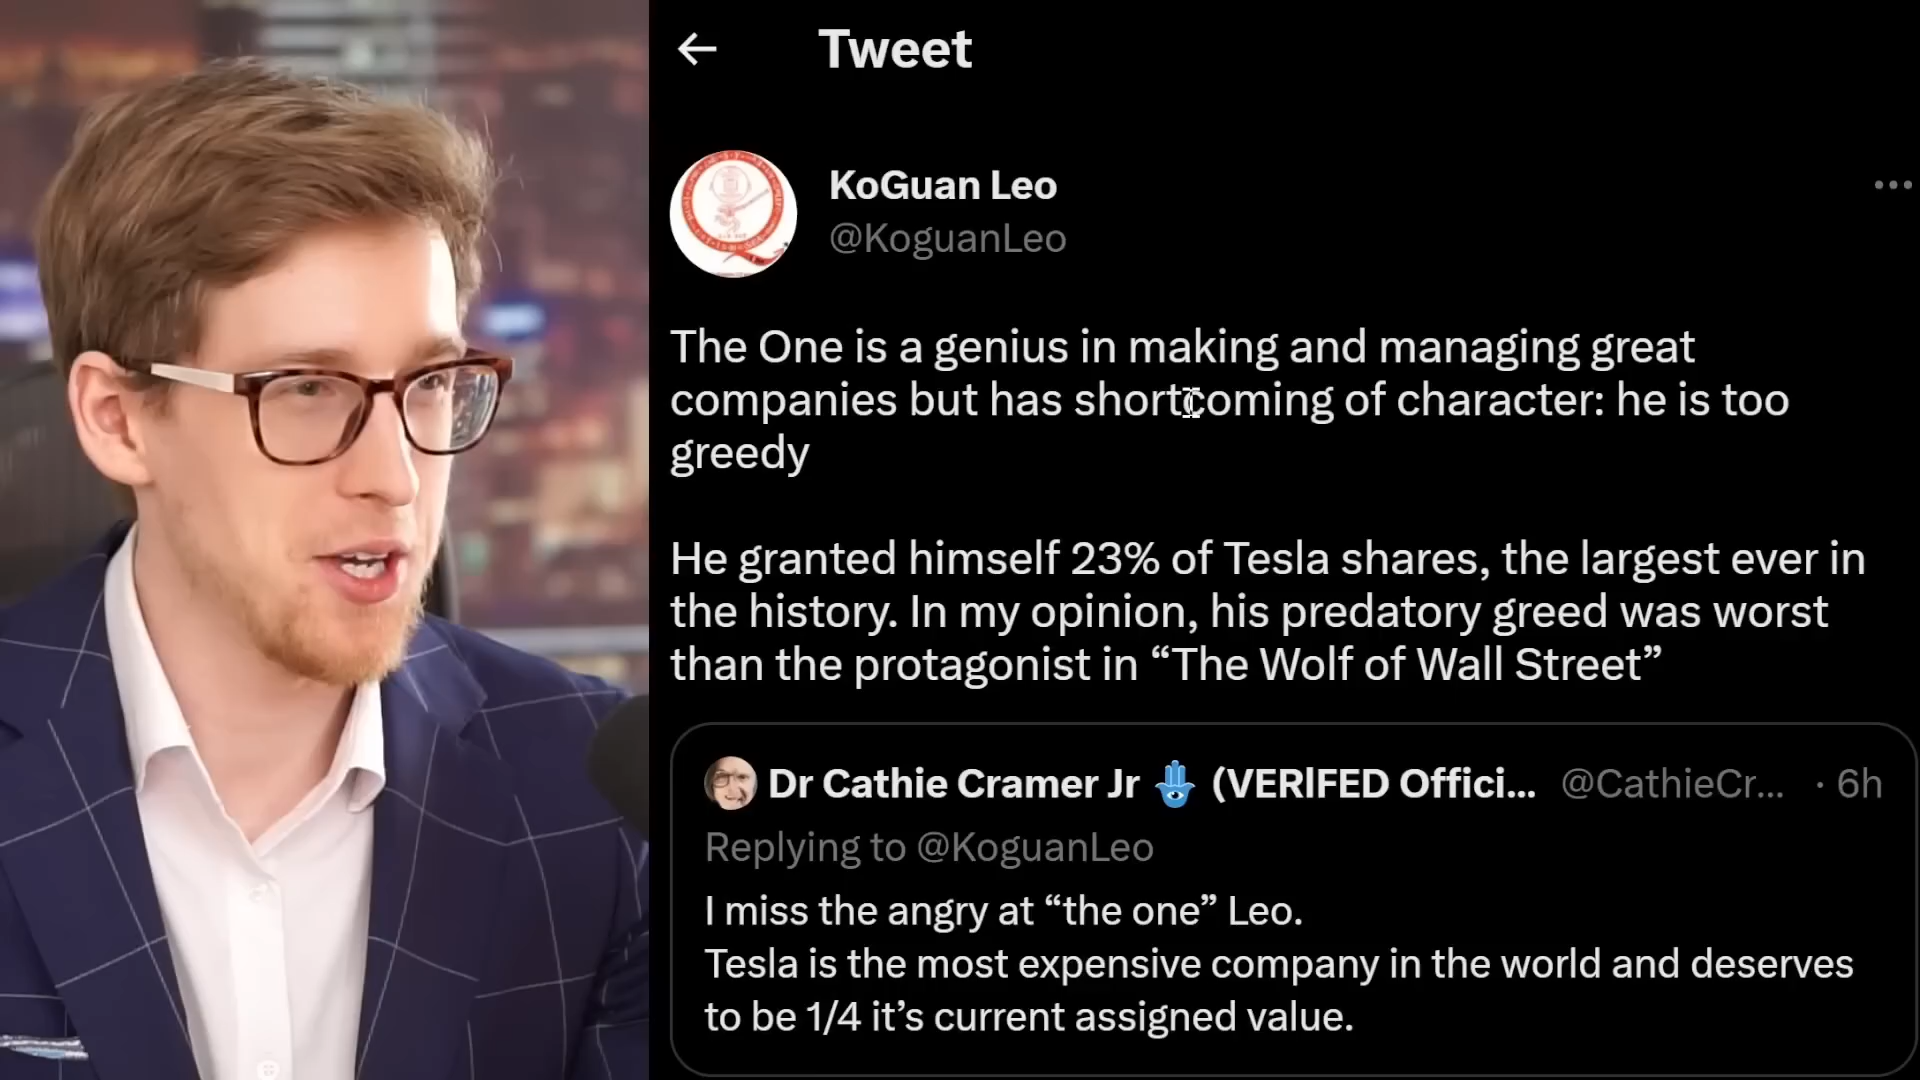 Tweet
KoGuan Leo
@KoguanLeo
The One is a genius in making and managing great
companies but has shortcoming of character: he is too
greedy
He granted himself 23% of Tesla shares, the largest ever in
the history. In my opinion, his predatory greed was worst
than the protagonist in “The Wolf of Wall Street”
Dr Cathie Cramer Jr 🪬 (VERlFED Offici... @CathieCr... · 6h
Replying to @KoguanLeo
I miss the angry at “the one” Leo.
Tesla is the most expensive company in the world and deserves
to be 1/4 it’s current assigned value.